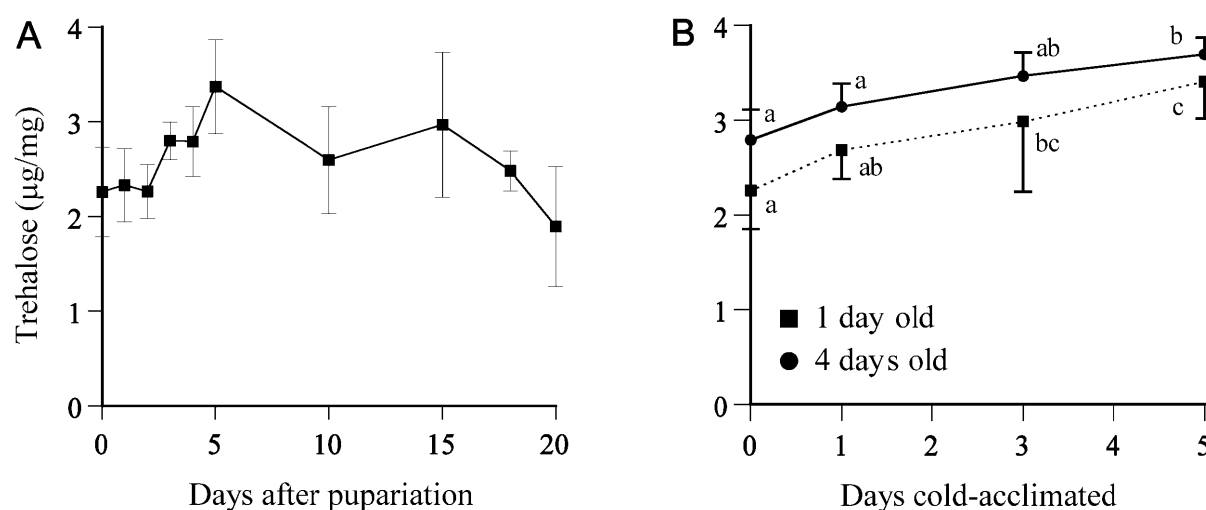 A
4
3
2
1
0
Trehalose (µg/mg)
0 5 10 15 20
Days after pupariation
B
4
3
2
1
0
a
a
ab
b
a
ab
bc
c
1 day old
4 days old
0 1 2 3 4 5
Days cold-acclimated